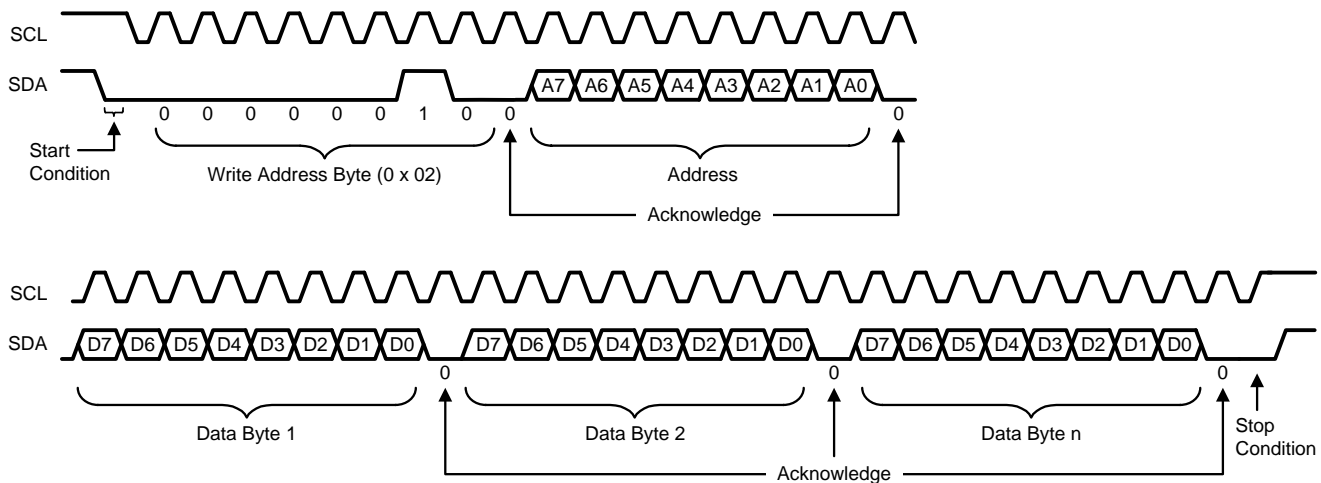 SCL
SDA
A7 A6 A5 A4 A3 A2 A1 A0
0 0 0 0 0 0 1 0 0 0
Start
Condition
Write Address Byte (0 x 02)
Address
Acknowledge
SCL
SDA
D7 D6 D5 D4 D3 D2 D1 D0 D7 D6 D5 D4 D3 D2 D1 D0 D7 D6 D5 D4 D3 D2 D1 D0
0 0 0
Data Byte 1
Data Byte 2
Data Byte n
Stop
Condition
Acknowledge